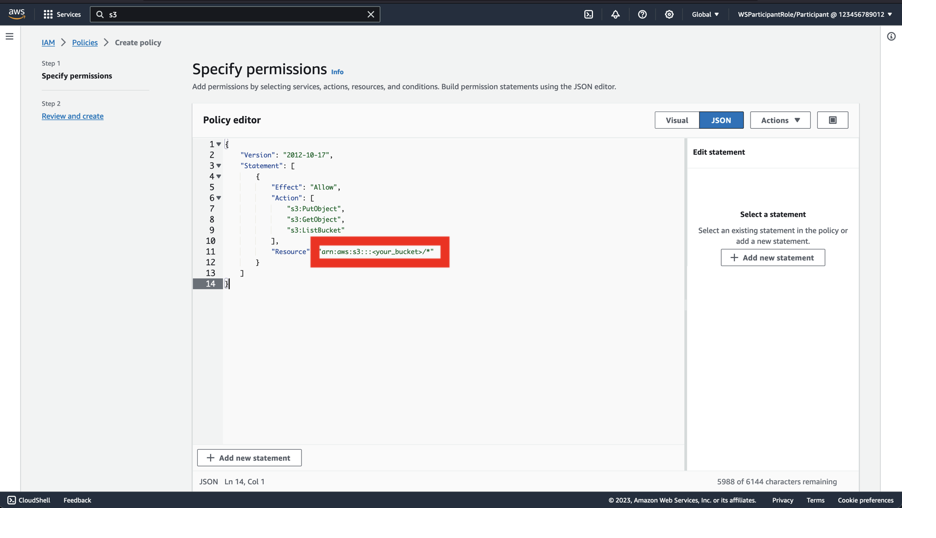 aws
Services
s3
Global
WSParticipantRole/Participant @ 123456789012
IAM > Policies > Create policy
Step 1
Specify permissions
Step 2
Review and create
Specify permissions Info
Add permissions by selecting services, actions, resources, and conditions. Build permission statements using the JSON editor.
Policy editor
Visual
JSON
Actions
1 {
2 "Version": "2012-10-17",
3 "Statement": [
4 {
5 "Effect": "Allow",
6 "Action": [
7 "s3:PutObject",
8 "s3:GetObject",
9 "s3:ListBucket"
10 ],
11 "Resource" "arn:aws:s3:::<your_bucket>/*"
12 }
13 ]
14 }
Edit statement
Select a statement
Select an existing statement in the policy or
add a new statement.
+ Add new statement
+ Add new statement
JSON Ln 14, Col 1
5988 of 6144 characters remaining
CloudShell
Feedback
© 2023, Amazon Web Services, Inc. or its affiliates.
Privacy
Terms
Cookie preferences